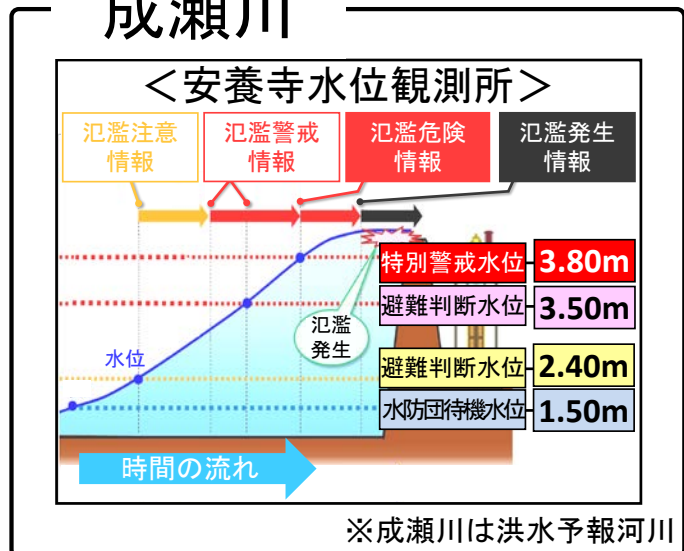 成瀬川
＜安養寺水位観測所＞
氾濫注意
情報
氾濫警戒
情報
氾濫危険
情報
氾濫発生
情報
特別警戒水位 3.80m
避難判断水位 3.50m
氾濫
発生
水位
避難判断水位 2.40m
水防団待機水位 1.50m
時間の流れ
※成瀬川は洪水予報河川